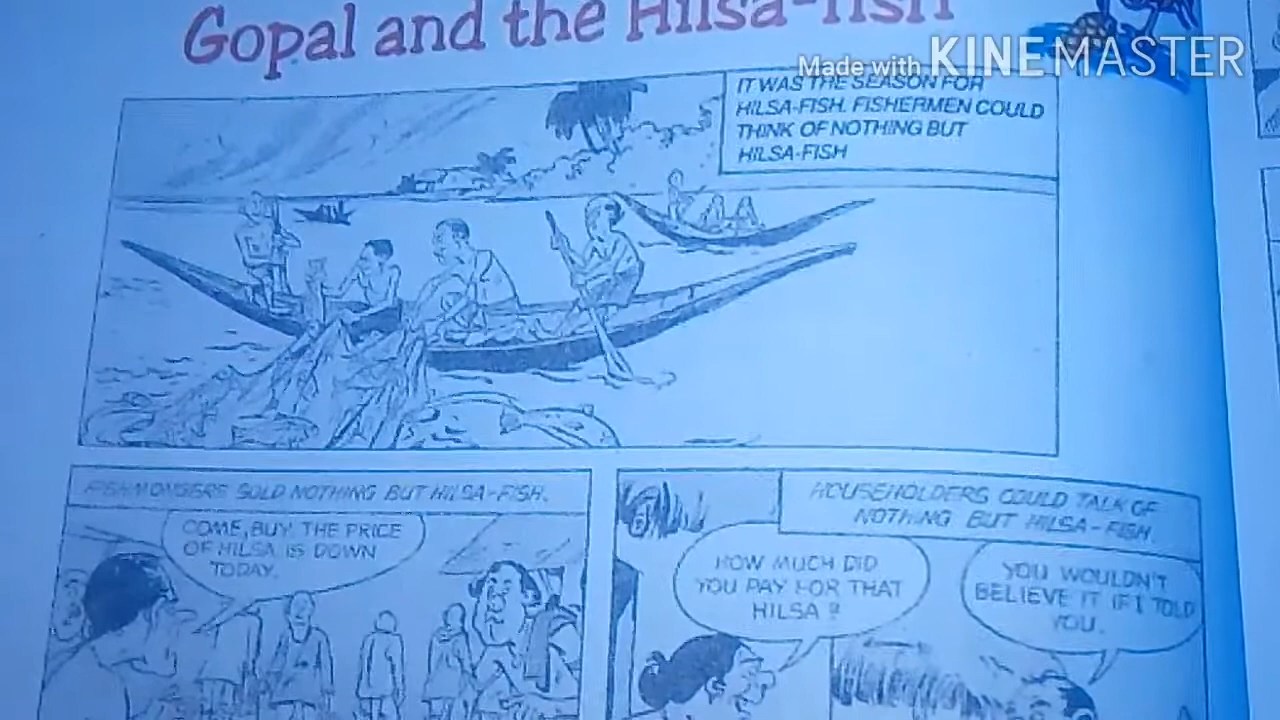 Gopal and the Hilsa-fish
Made with KINEMASTER
IT WAS THE SEASON FOR
HILSA-FISH. FISHERMEN COULD
THINK OF NOTHING BUT
HILSA-FISH
FISHMONGERS SOLD NOTHING BUT HILSA-FISH.
COME, BUY. THE PRICE
OF HILSA IS DOWN
TODAY.
HOUSEHOLDERS COULD TALK OF
NOTHING BUT HILSA-FISH.
HOW MUCH DID
YOU PAY FOR THAT
HILSA?
YOU WOULDN'T
BELIEVE IT IF I TOLD
YOU.